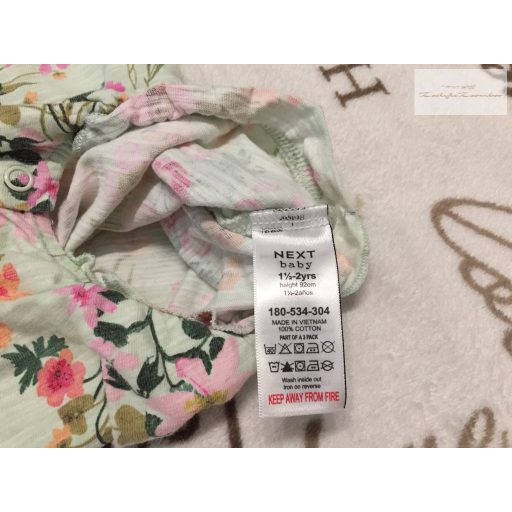 NEXT
baby
1½-2yrs
height 92cm
1½-2años
180-534-304
MADE IN VIETNAM
100% COTTON
PART OF A 3 PACK
Wash inside out
Iron on reverse
KEEP AWAY FROM FIRE